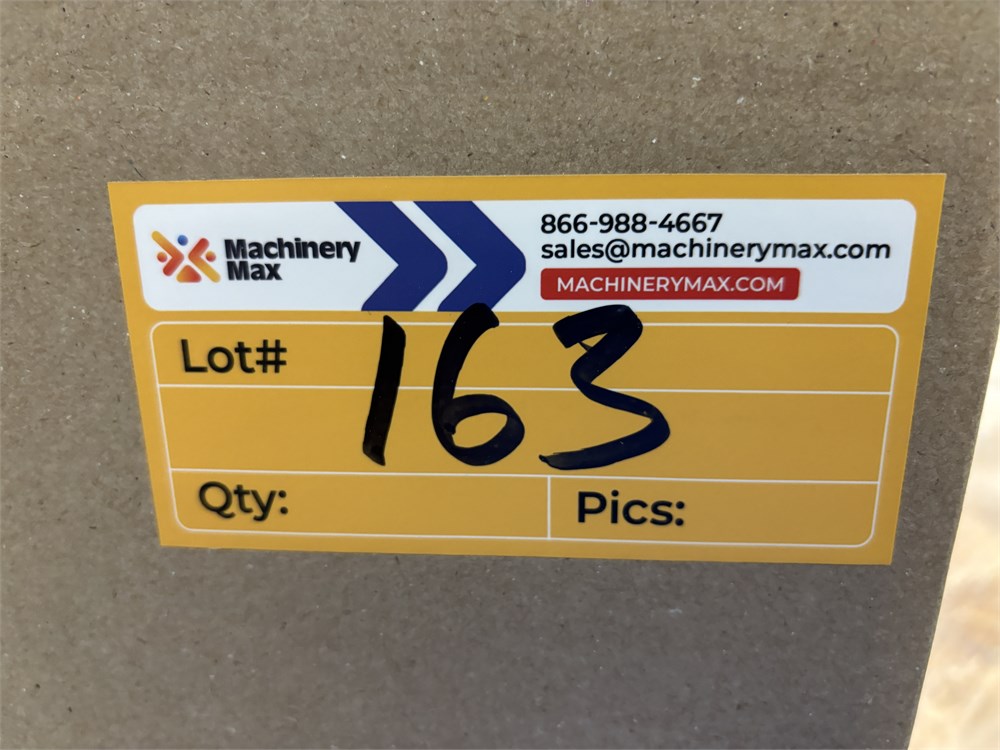 Machinery
Max
866-988-4667
sales@machinerymax.com
MACHINERYMAX.COM
Lot# 163
Qty:
Pics: